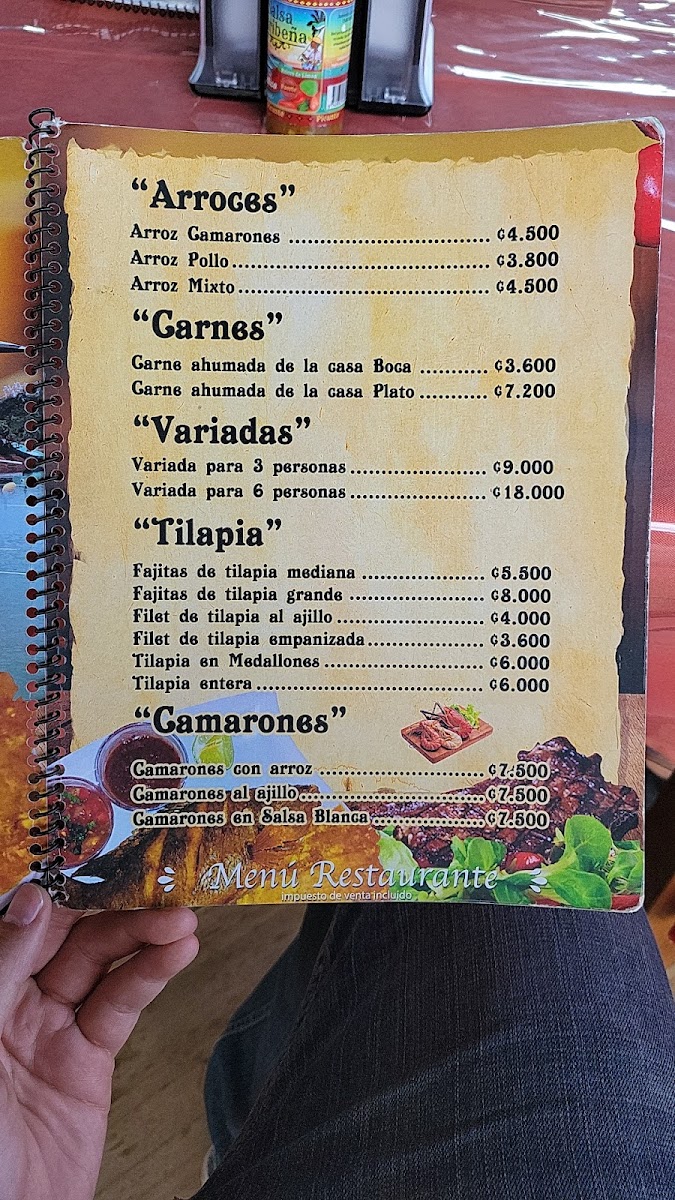 Salsa
Caribeña
Picante
“Arroces”
Arroz Camarones ................................ ¢4.500
Arroz Pollo......................................... ¢3.800
Arroz Mixto........................................ ¢4.500
“Carnes”
Carne ahumada de la casa Boca ........... ¢3.600
Carne ahumada de la casa Plato........... ¢7.200
“Variadas”
Variada para 3 personas...................... ¢9.000
Variada para 6 personas...................... ¢18.000
“Tilapia”
Fajitas de tilapia mediana .................... ¢5.500
Fajitas de tilapia grande ...................... ¢8.000
Filet de tilapia al ajillo........................ ¢4.000
Filet de tilapia empanizada................... ¢3.600
Tilapia en Medallones.......................... ¢6.000
Tilapia entera..................................... ¢6.000
“Camarones”
Camarones con arroz .......................... ¢7.500
Camarones al ajillo.............................. ¢7.500
Camarones en Salsa Blanca.................. ¢7.500
Menú Restaurante
impuesto de venta incluido